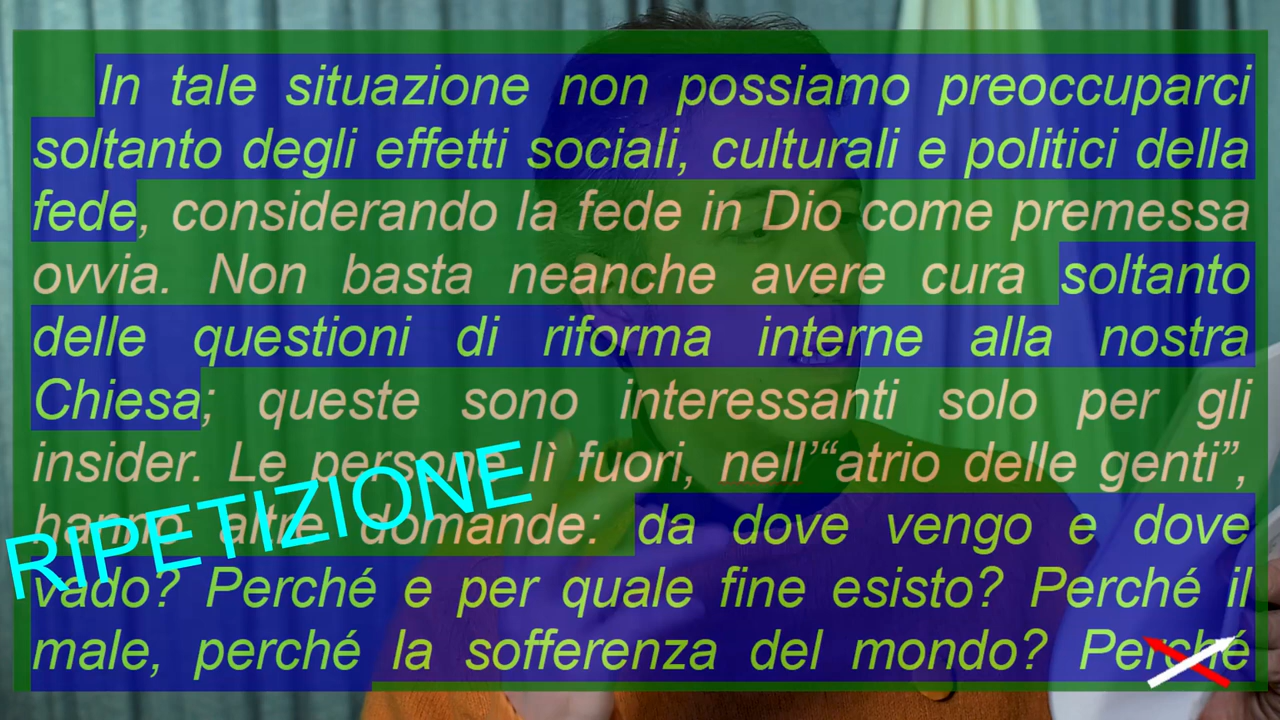 In tale situazione non possiamo preoccuparci
soltanto degli effetti sociali, culturali e politici della
fede, considerando la fede in Dio come premessa
ovvia. Non basta neanche avere cura soltanto
delle questioni di riforma interne alla nostra
Chiesa; queste sono interessanti solo per gli
insider. Le persone lì fuori, nell’“atrio delle genti”,
hanno altre domande: da dove vengo e dove
vado? Perché e per quale fine esisto? Perché il
male, perché la sofferenza del mondo? Perché
RIPETIZIONE